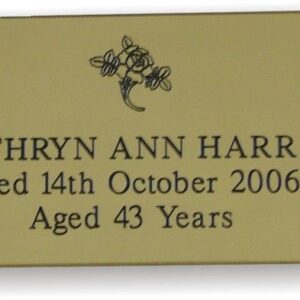 THRYN ANN HARR
ed 14th October 2006
Aged 43 Years